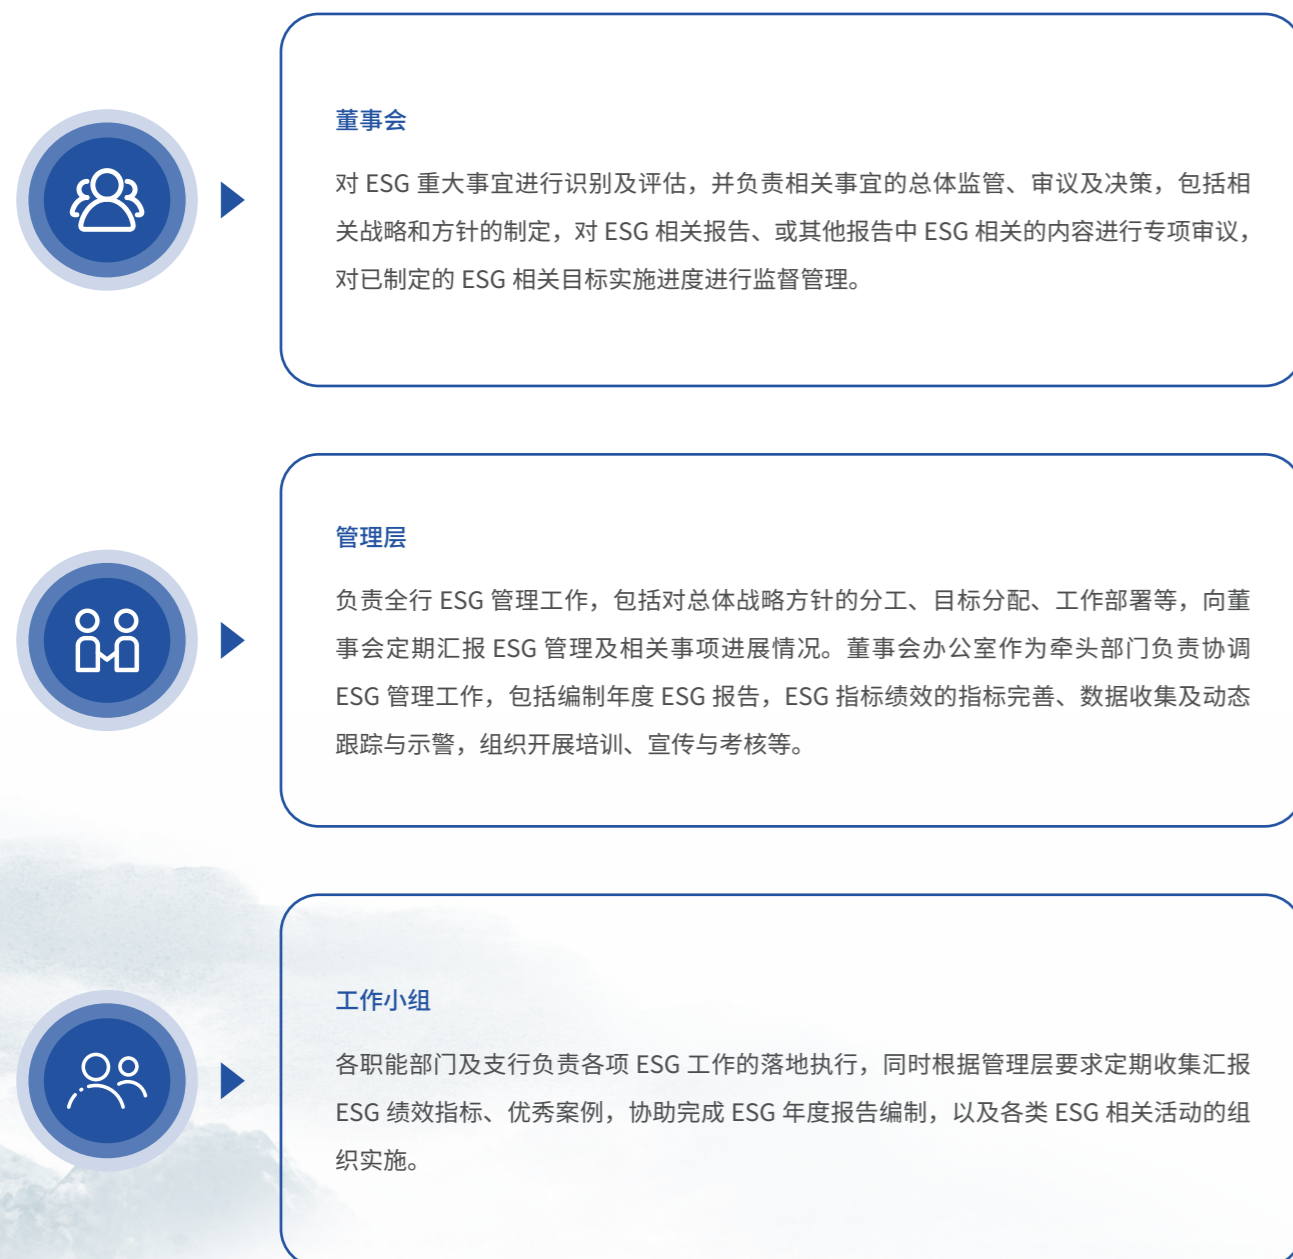 董事会
对 ESG 重大事宜进行识别及评估，并负责相关事宜的总体监管、审议及决策，包括相
关战略和方针的制定，对 ESG 相关报告、或其他报告中 ESG 相关的内容进行专项审议，
对已制定的 ESG 相关目标实施进度进行监督管理。
管理层
负责全行 ESG 管理工作，包括对总体战略方针的分工、目标分配、工作部署等，向董
事会定期汇报 ESG 管理及相关事项进展情况。董事会办公室作为牵头部门负责协调
ESG 管理工作，包括编制年度 ESG 报告，ESG 指标绩效的指标完善、数据收集及动态
跟踪与示警，组织开展培训、宣传与考核等。
工作小组
各职能部门及支行负责各项 ESG 工作的落地执行，同时根据管理层要求定期收集汇报
ESG 绩效指标、优秀案例，协助完成 ESG 年度报告编制，以及各类 ESG 相关活动的组
织实施。